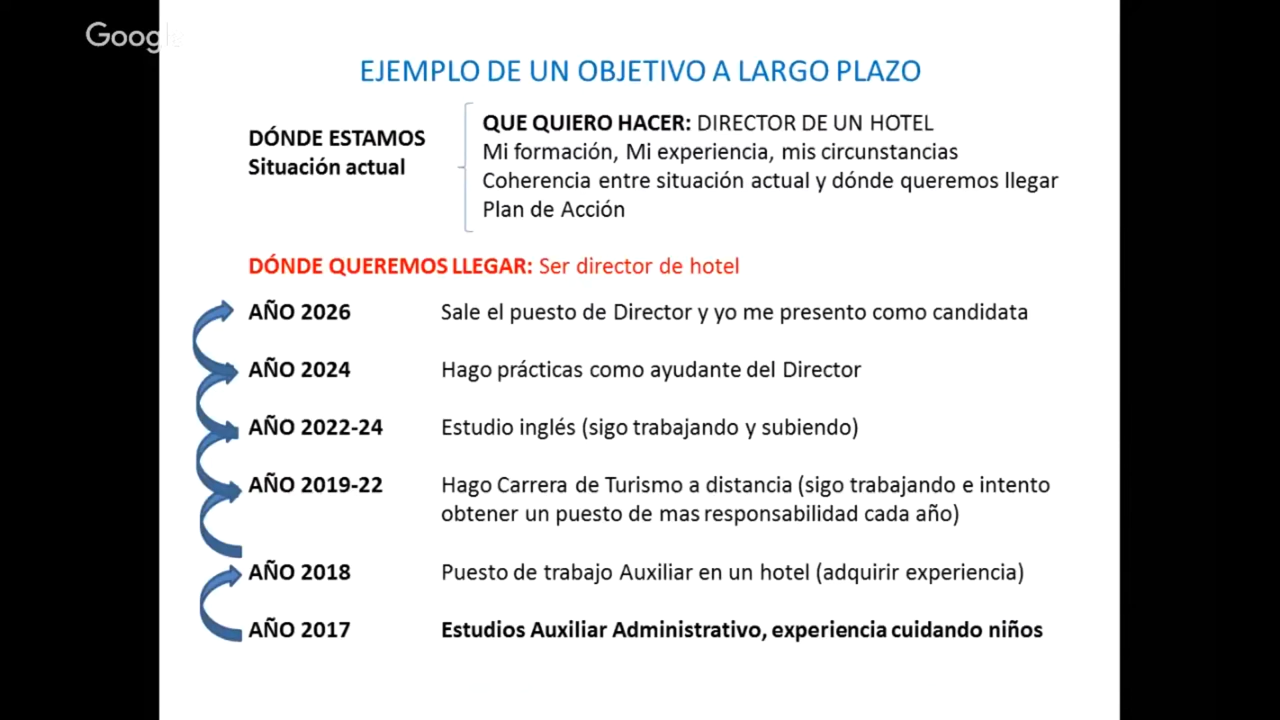 Google
EJEMPLO DE UN OBJETIVO A LARGO PLAZO
DÓNDE ESTAMOS
Situación actual
QUE QUIERO HACER: DIRECTOR DE UN HOTEL
Mi formación, Mi experiencia, mis circunstancias
Coherencia entre situación actual y dónde queremos llegar
Plan de Acción
DÓNDE QUEREMOS LLEGAR: Ser director de hotel
AÑO 2026 Sale el puesto de Director y yo me presento como candidata
AÑO 2024 Hago prácticas como ayudante del Director
AÑO 2022-24 Estudio inglés (sigo trabajando y subiendo)
AÑO 2019-22 Hago Carrera de Turismo a distancia (sigo trabajando e intento
obtener un puesto de mas responsabilidad cada año)
AÑO 2018 Puesto de trabajo Auxiliar en un hotel (adquirir experiencia)
AÑO 2017 Estudios Auxiliar Administrativo, experiencia cuidando niños